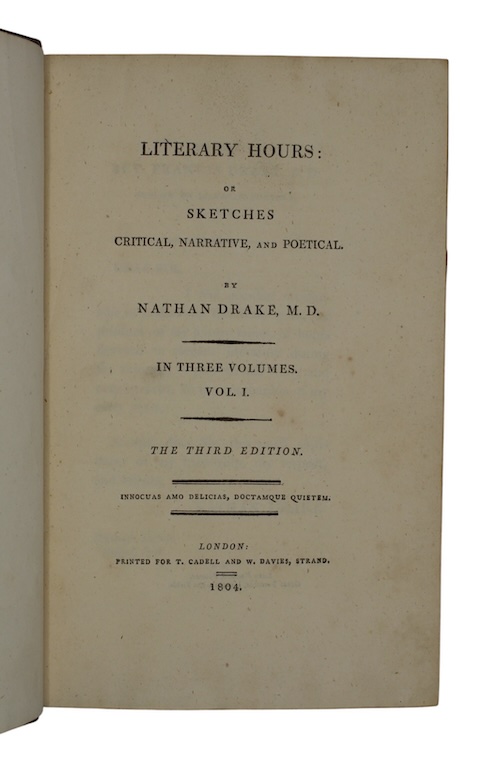 LITERARY HOURS:
OR
SKETCHES
CRITICAL, NARRATIVE, AND POETICAL.
BY
NATHAN DRAKE, M. D.
IN THREE VOLUMES.
VOL. I.
THE THIRD EDITION.
INNOCUAS AMO DELICIAS, DOCTAMQUE QUIETEM.
LONDON:
PRINTED FOR T. CADELL AND W. DAVIES, STRAND.
1804.